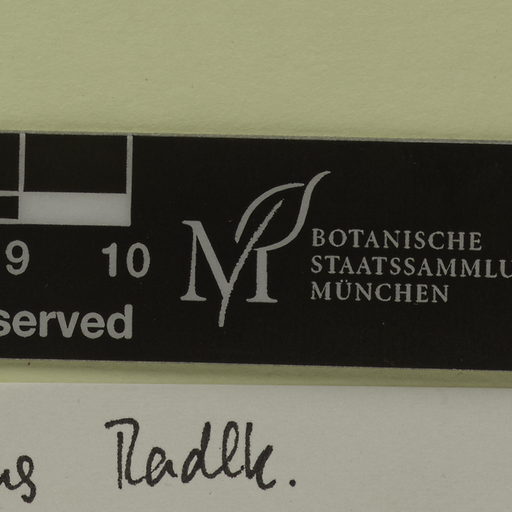 9 10
served
BOTANISCHE
STAATSSAMMLU
MÜNCHEN
Radlk.